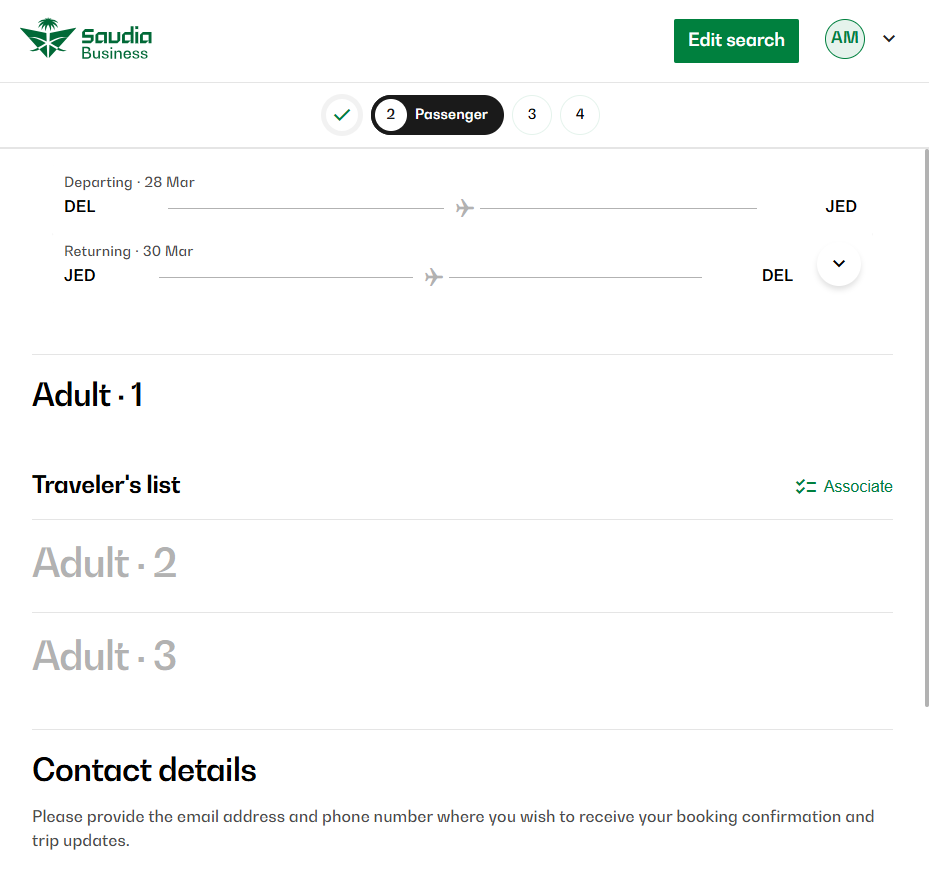 Saudia
Business
Edit search
AM
2 Passenger
3
4
Departing · 28 Mar
DEL
JED
Returning · 30 Mar
JED
DEL
Adult · 1
Traveler's list
Associate
Adult · 2
Adult · 3
Contact details
Please provide the email address and phone number where you wish to receive your booking confirmation and
trip updates.